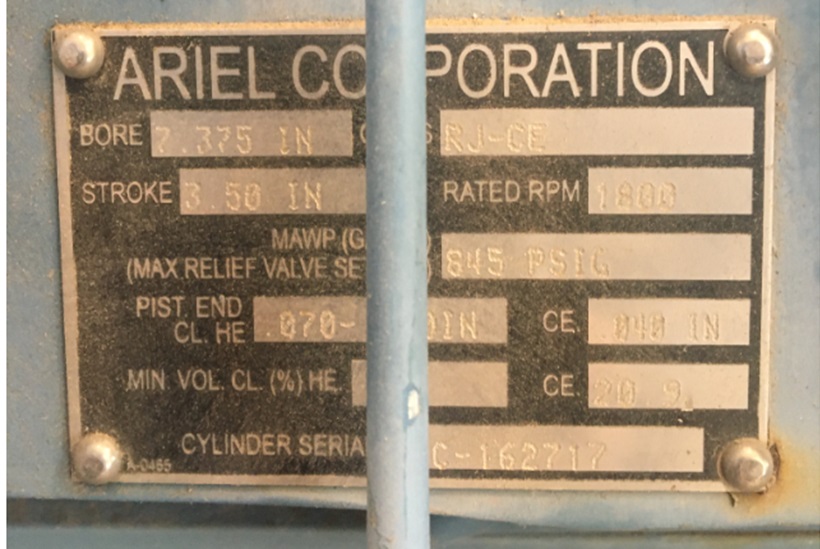 ARIEL CO PORATION
BORE 7.375 IN S RJ-CE
STROKE 3.50 IN RATED RPM 1800
MAWP (G )
(MAX RELIEF VALVE SE ) 845 PSIG
PIST. END
CL. HE .070- 0IN CE. .040 IN
MIN VOL. CL. (%) HE. CE. 20 9
CYLINDER SERIA C-162717
A-0465